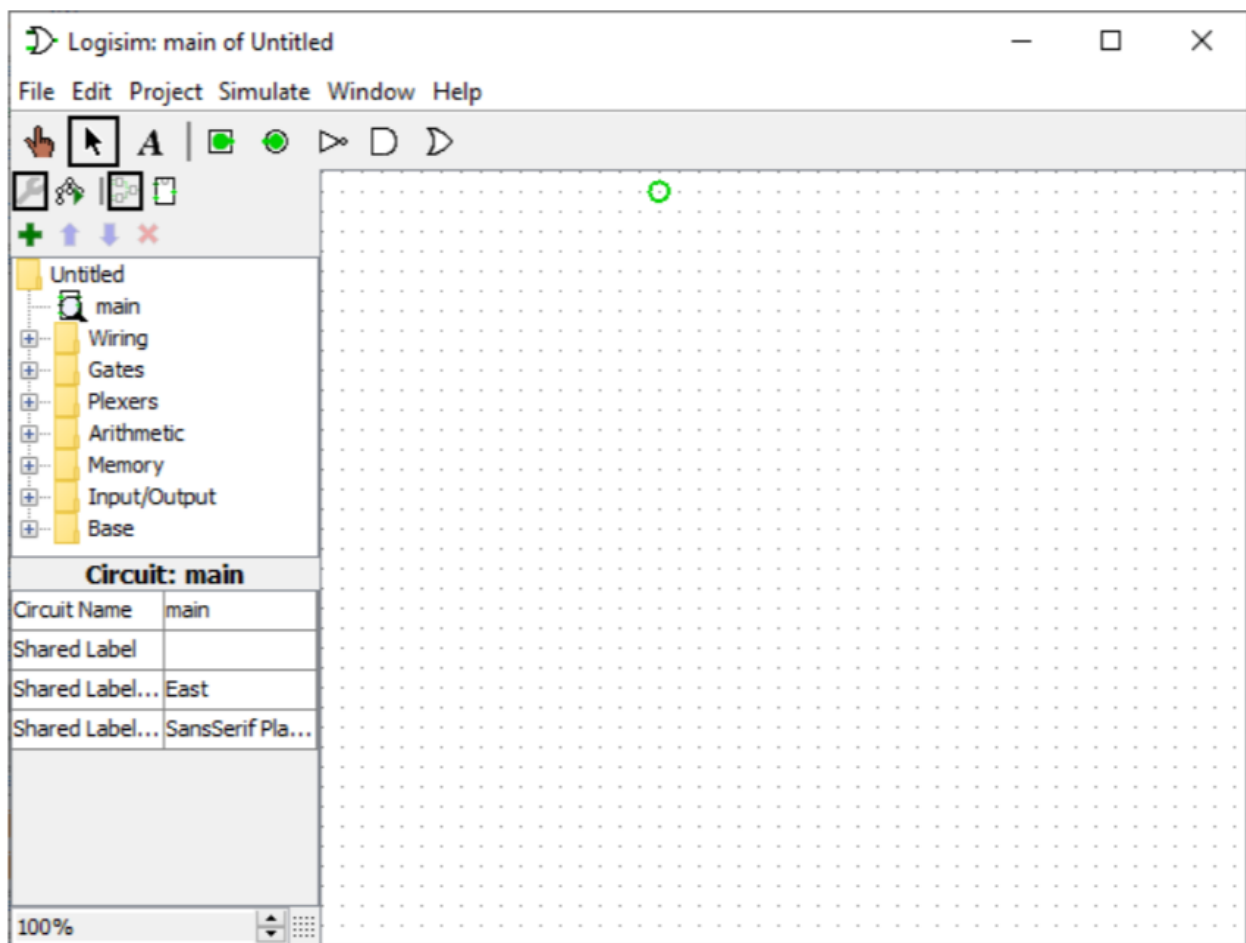 Logisim: main of Untitled
File Edit Project Simulate Window Help
A
Untitled
main
Wiring
Gates
Plexers
Arithmetic
Memory
Input/Output
Base
Circuit: main
Circuit Name main
Shared Label
Shared Label... East
Shared Label... SansSerif Pla...
100%